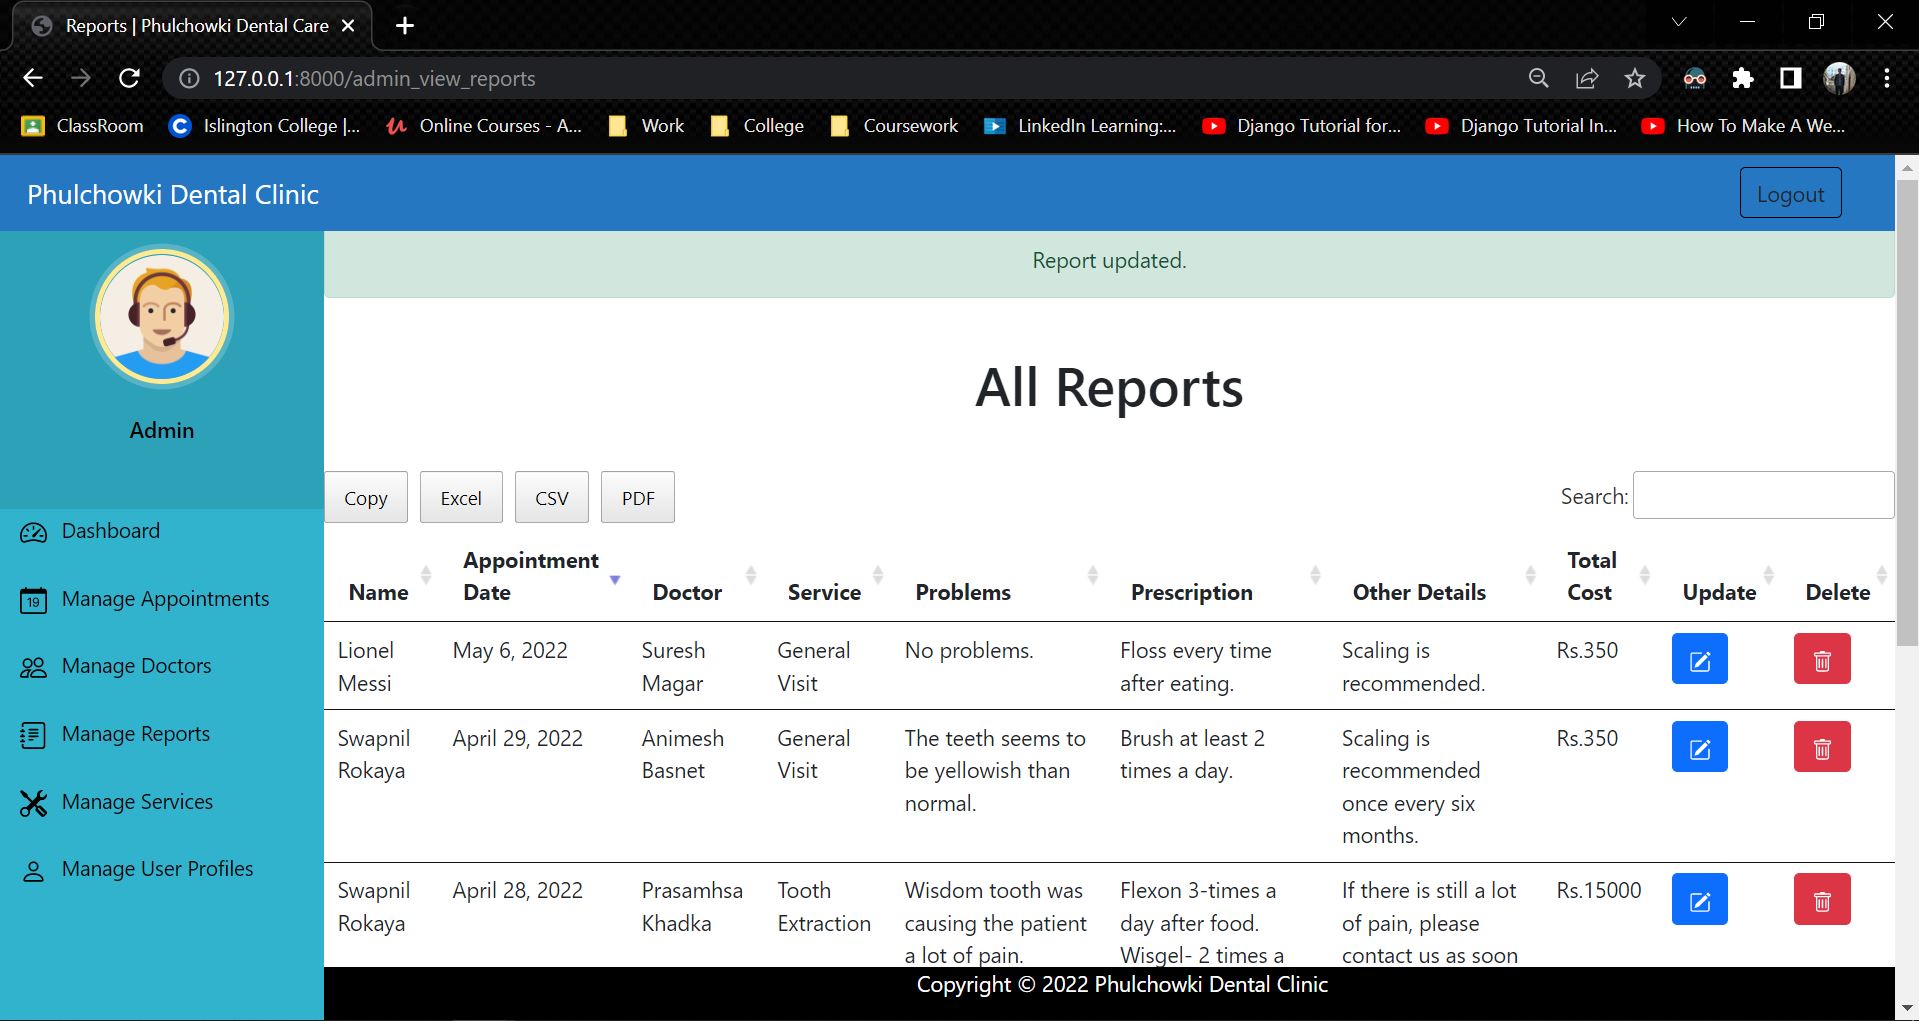 Reports | Phulchowki Dental Care
127.0.0.1:8000/admin_view_reports
ClassRoom
Islington College |...
Online Courses - A...
Work
College
Coursework
LinkedIn Learning:...
Django Tutorial for...
Django Tutorial In...
How To Make A We...
Phulchowki Dental Clinic
Logout
Report updated.
Admin
Dashboard
19
Manage Appointments
Manage Doctors
Manage Reports
Manage Services
Manage User Profiles
All Reports
Copy Excel CSV PDF
Search:
Name
Appointment
Date
Doctor
Service
Problems
Prescription
Other Details
Total
Cost
Update
Delete
Lionel
Messi
May 6, 2022
Suresh
Magar
General
Visit
No problems.
Floss every time
after eating.
Scaling is
recommended.
Rs.350
Swapnil
Rokaya
April 29, 2022
Animesh
Basnet
General
Visit
The teeth seems to
be yellowish than
normal.
Brush at least 2
times a day.
Scaling is
recommended
once every six
months.
Rs.350
Swapnil
Rokaya
April 28, 2022
Prasamhsa
Khadka
Tooth
Extraction
Wisdom tooth was
causing the patient
a lot of pain.
Flexon 3-times a
day after food.
Wisgel- 2 times a
If there is still a lot
of pain, please
contact us as soon
Rs.15000
Copyright © 2022 Phulchowki Dental Clinic